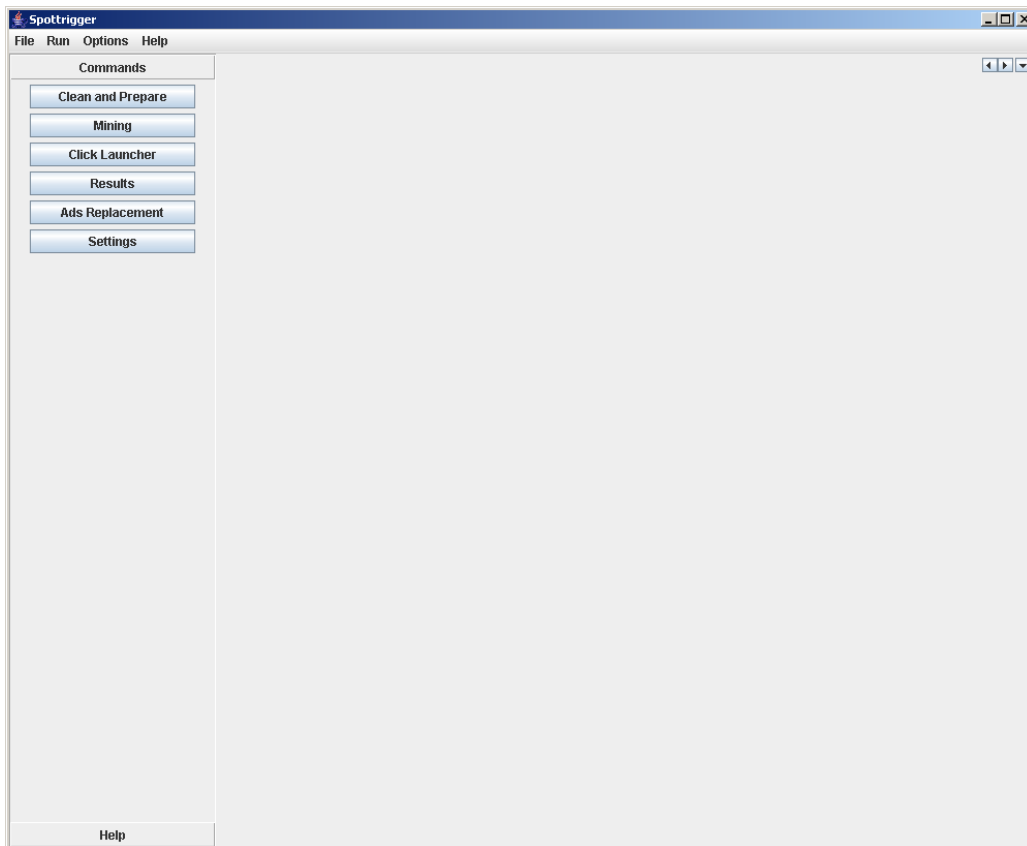 Spottrigger
File Run Options Help
Commands
Clean and Prepare
Mining
Click Launcher
Results
Ads Replacement
Settings
Help